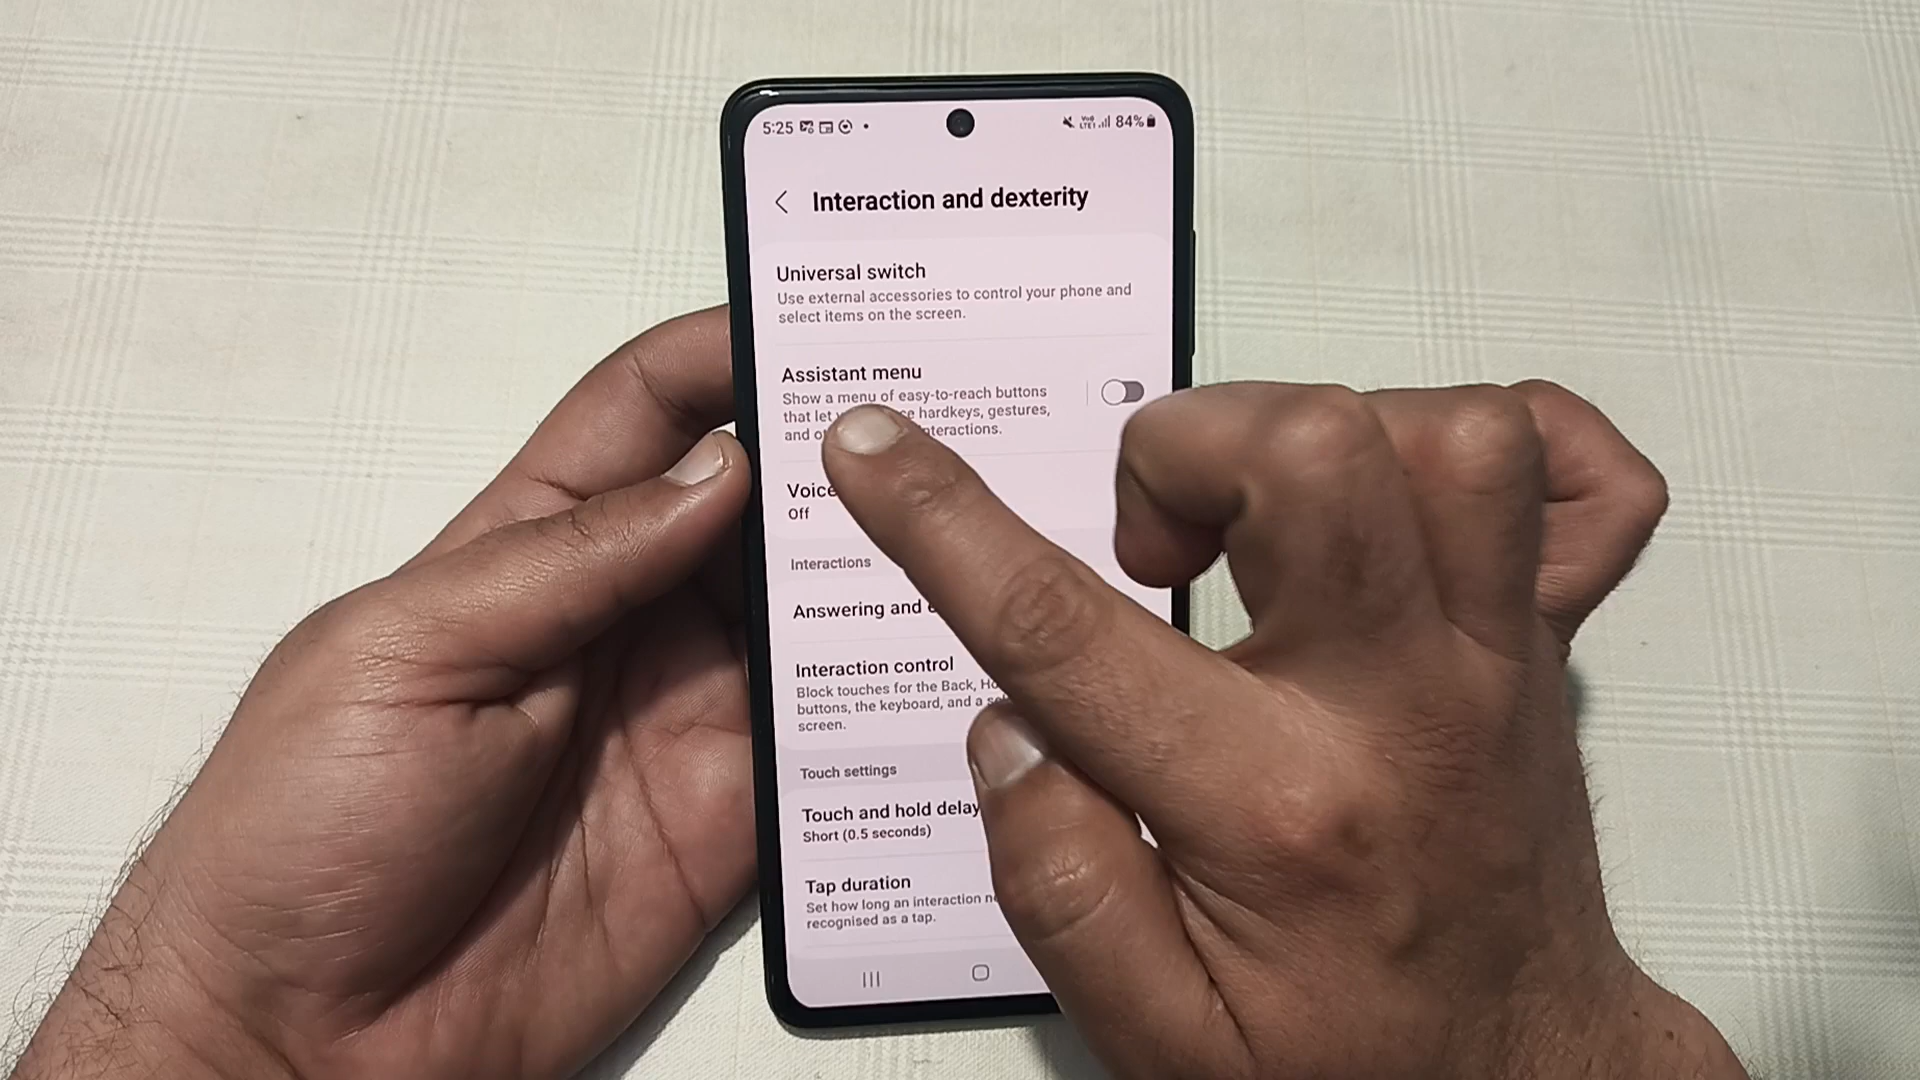 5:25 84%
Interaction and dexterity
Universal switch
Use external accessories to control your phone and
select items on the screen.
Assistant menu
Show a menu of easy-to-reach buttons
that let hardkeys, gestures,
and interactions.
Voice
Off
Interactions
Answering and
Interaction control
Block touches for the Back,
buttons, the keyboard, and a
screen.
Touch settings
Touch and hold delay
Short (0.5 seconds)
Tap duration
Set how long an interaction
recognised as a tap.